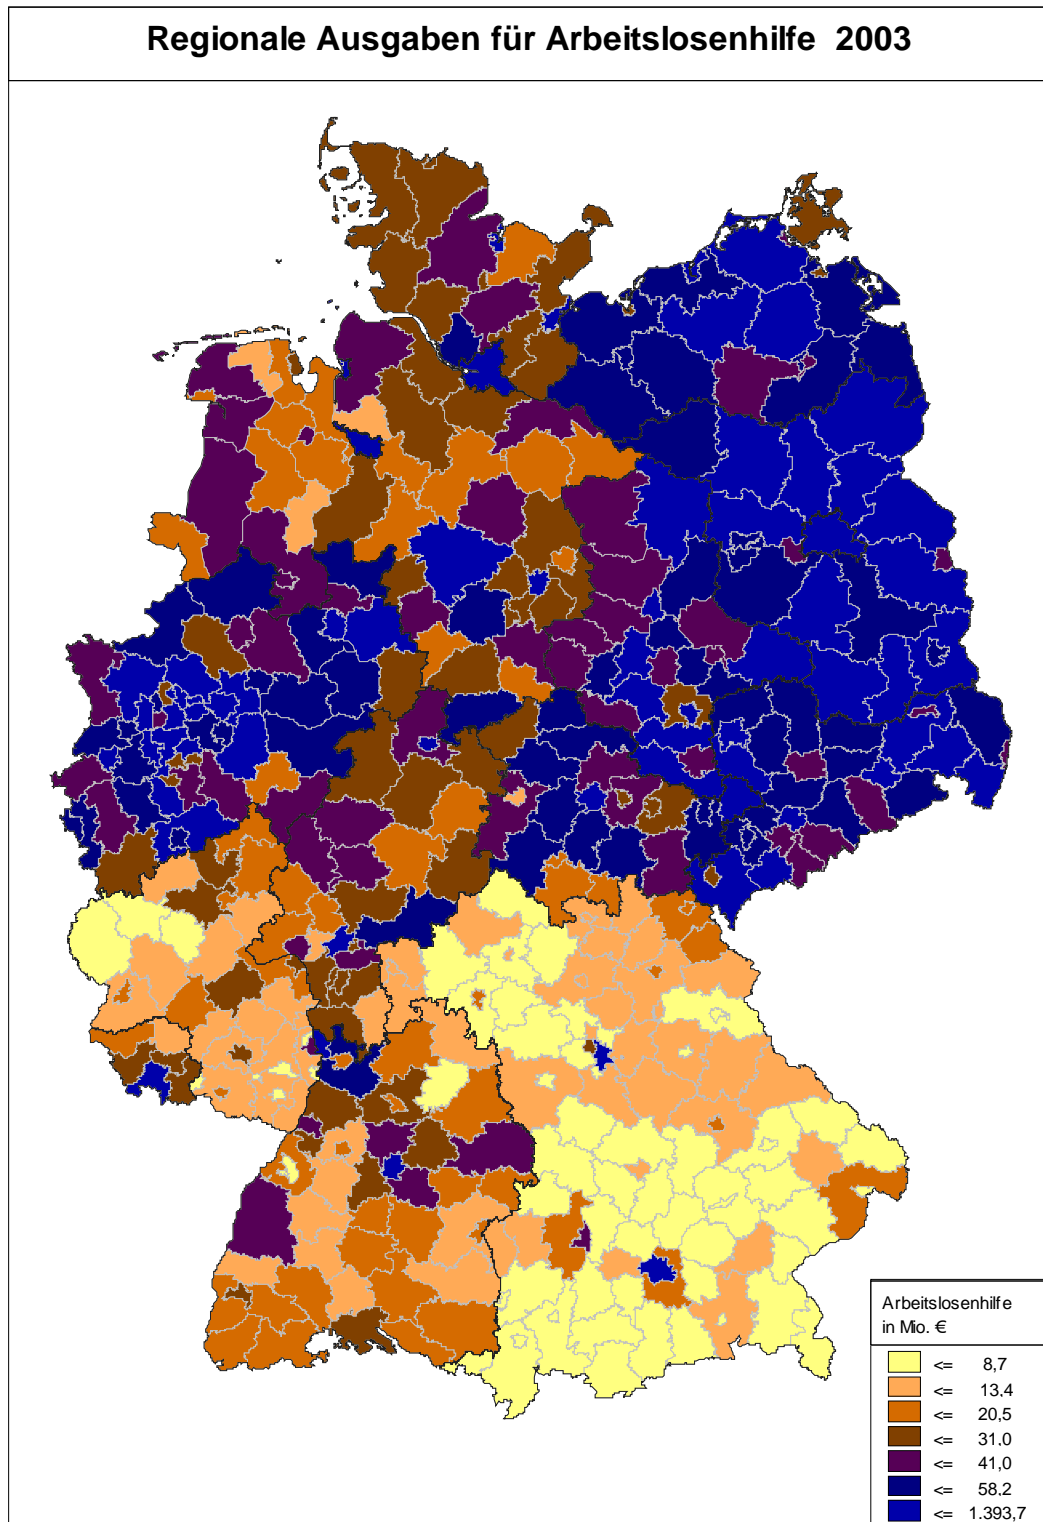 Regionale Ausgaben für Arbeitslosenhilfe 2003
Arbeitslosenhilfe
in Mio. €
<= 8,7
<= 13,4
<= 20,5
<= 31,0
<= 41,0
<= 58,2
<= 1.393,7